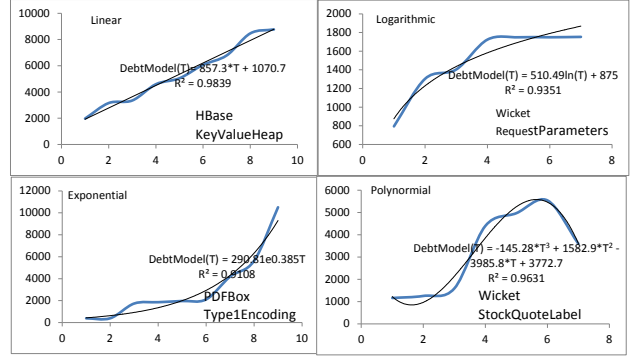 10000
8000
6000
4000
2000
0
0 2 4 6 8 10
Linear
DebtModel(T) = 857.3*T + 1070.7
R² = 0.9839
HBase
KeyValueHeap
2000
1800
1600
1400
1200
1000
800
600
0 2 4 6 8
Logarithmic
DebtModel(T) = 510.49ln(T) + 875
R² = 0.9351
Wicket
RequestParameters
12000
10000
8000
6000
4000
2000
0
0 2 4 6 8 10
Exponential
DebtModel(T) = 290.81e0.385T
R² = 0.9108
PDFBox
Type1Encoding
6000
5000
4000
3000
2000
1000
0
0 2 4 6 8
Polynormial
DebtModel(T) = -145.28*T³ + 1582.9*T² -
3985.8*T + 3772.7
R² = 0.9631
Wicket
StockQuoteLabel